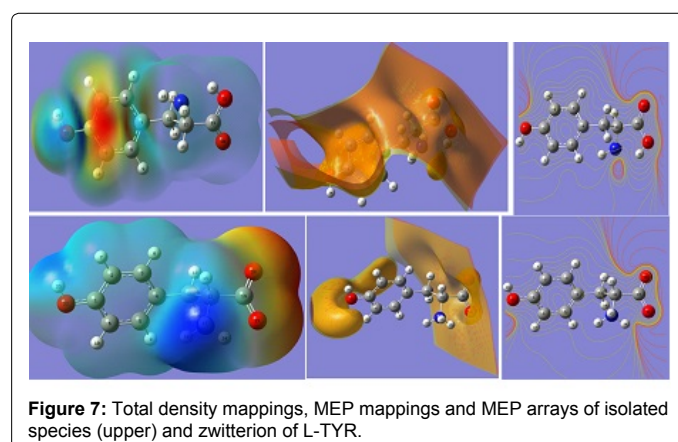 Figure 7: Total density mappings, MEP mappings and MEP arrays of isolated
species (upper) and zwitterion of L-TYR.